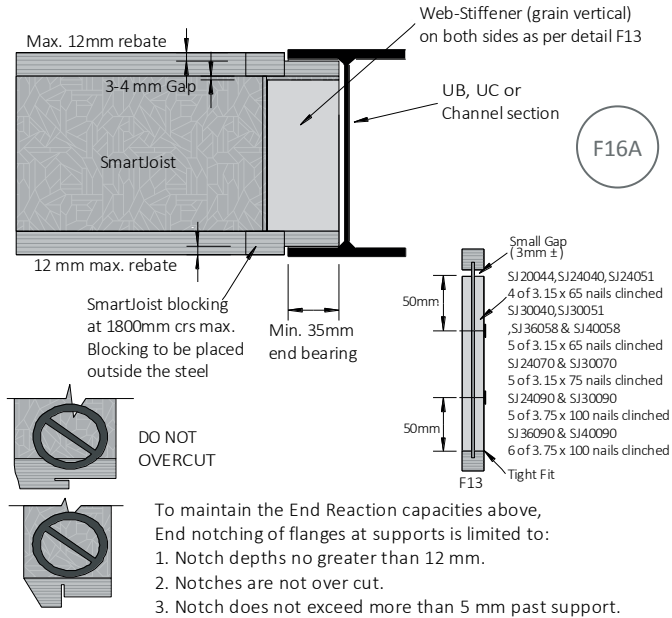 Web-Stiffener (grain vertical)
on both sides as per detail F13
Max. 12mm rebate
3-4 mm Gap
UB, UC or
Channel section
F16A
SmartJoist
12 mm max. rebate
SmartJoist blocking
at 1800mm crs max.
Blocking to be placed
outside the steel
Min. 35mm
end bearing
Small Gap
(3mm ±)
50mm
SJ20044,SJ24040,SJ24051
4 of 3.15 x 65 nails clinched
SJ30040,SJ30051
,SJ36058 & SJ40058
5 of 3.15 x 65 nails clinched
SJ24070 & SJ30070
5 of 3.15 x 75 nails clinched
SJ24090 & SJ30090
5 of 3.75 x 100 nails clinched
SJ36090 & SJ40090
6 of 3.75 x 100 nails clinched
50mm
Tight Fit
F13
DO NOT
OVERCUT
To maintain the End Reaction capacities above,
End notching of flanges at supports is limited to:
1. Notch depths no greater than 12 mm.
2. Notches are not over cut.
3. Notch does not exceed more than 5 mm past support.